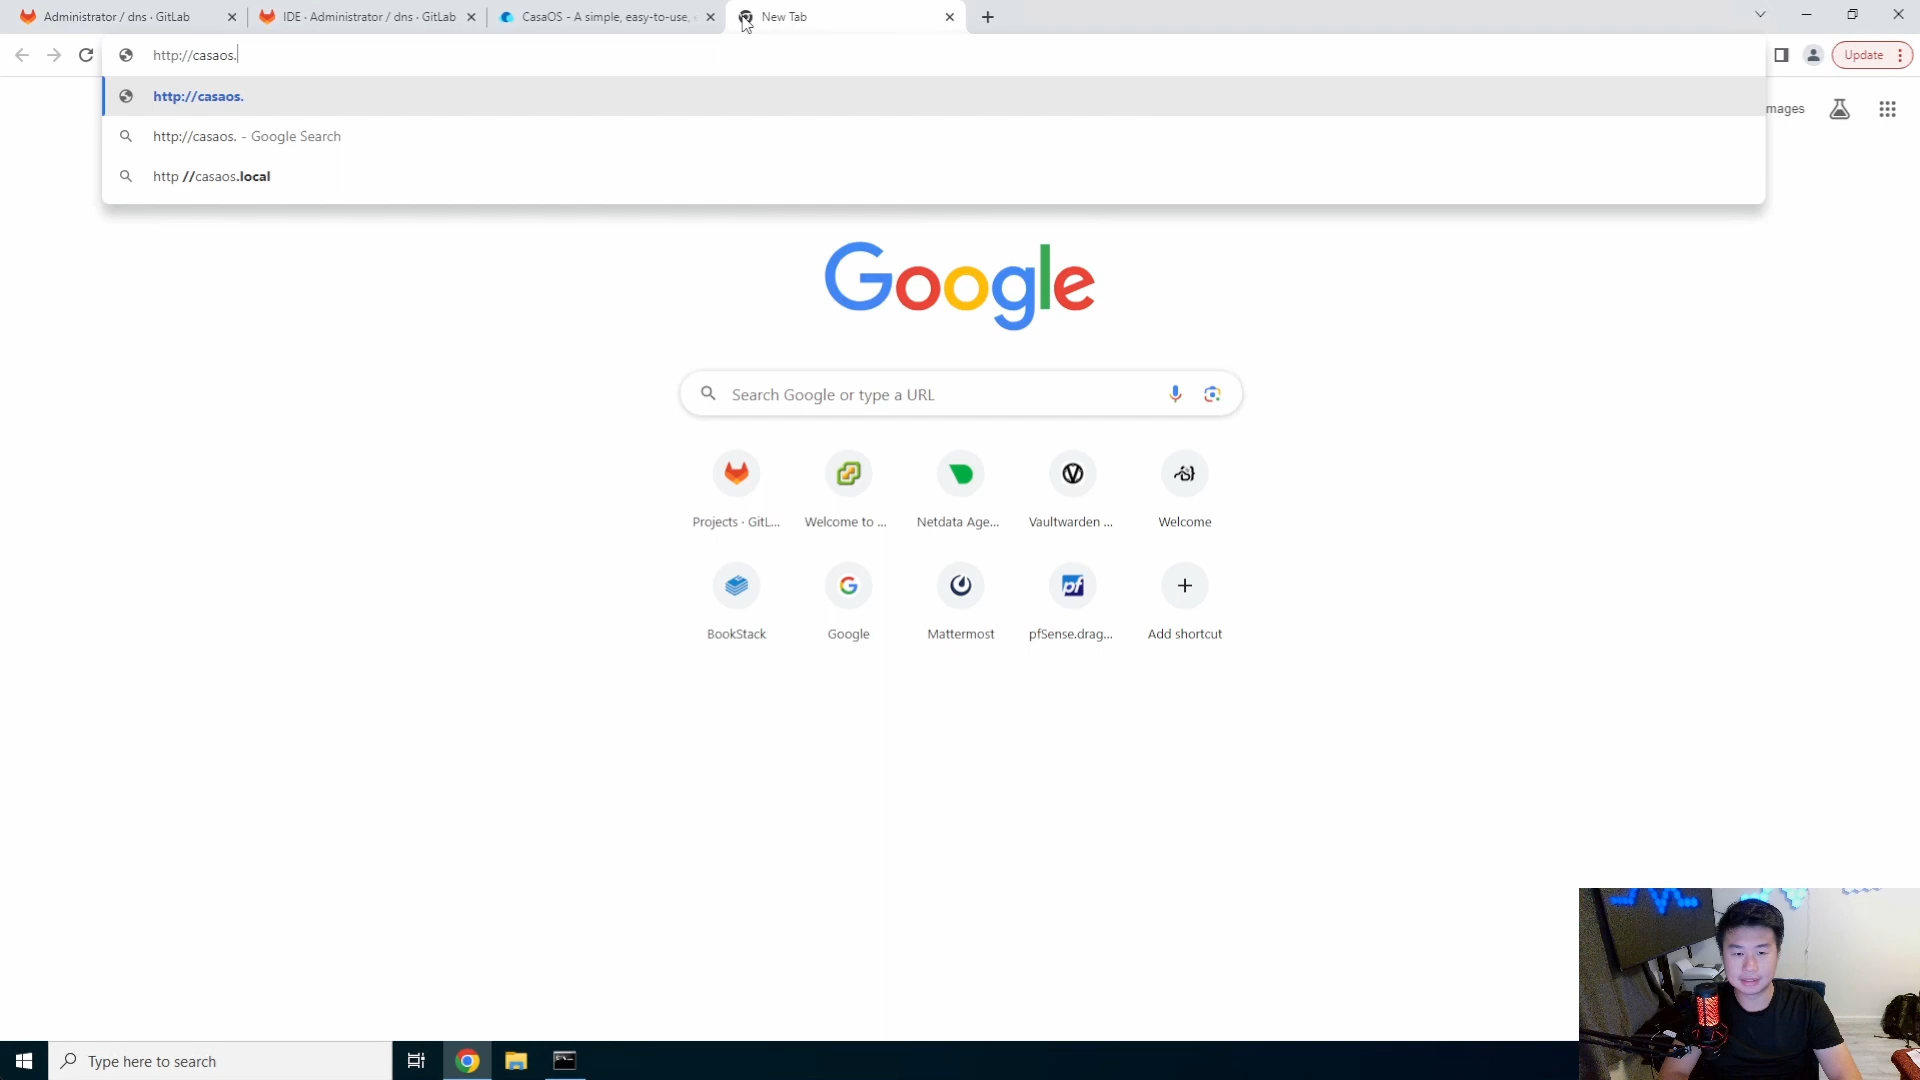 Administrator / dns · GitLab
IDE · Administrator / dns · GitLab
CasaOS - A simple, easy-to-use,
New Tab
http://casaos.
Update
http://casaos.
http://casaos. - Google Search
http //casaos.local
mages
Google
Search Google or type a URL
Projects · GitL...
Welcome to ...
Netdata Age...
Vaultwarden ...
Welcome
BookStack
Google
Mattermost
pfSense.drag...
Add shortcut
Type here to search